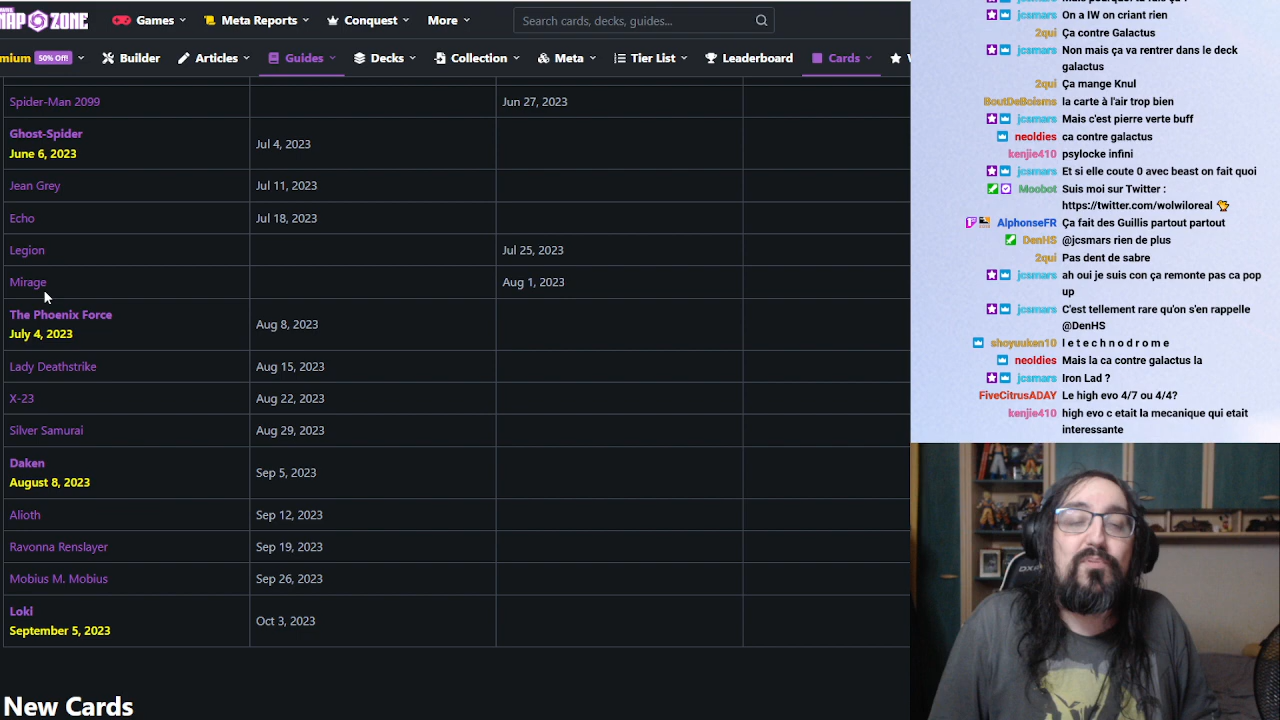 SNAP ZONE
Games
Meta Reports
Conquest
More
Search cards, decks, guides...
mium 50% Off!
Builder
Articles
Guides
Decks
Collection
Meta
Tier List
Leaderboard
Cards
Spider-Man 2099 Jun 27, 2023
Ghost-Spider
June 6, 2023
Jul 4, 2023
Jean Grey Jul 11, 2023
Echo Jul 18, 2023
Legion Jul 25, 2023
Mirage Aug 1, 2023
The Phoenix Force
July 4, 2023
Aug 8, 2023
Lady Deathstrike Aug 15, 2023
X-23 Aug 22, 2023
Silver Samurai Aug 29, 2023
Daken
August 8, 2023
Sep 5, 2023
Alioth Sep 12, 2023
Ravonna Renslayer Sep 19, 2023
Mobius M. Mobius Sep 26, 2023
Loki
September 5, 2023
Oct 3, 2023
New Cards
jcsmars On a IW on criant rien
2qui Ça contre Galactus
jcsmars Non mais ça va rentrer dans le deck
galactus
2qui Ça mange Knul
BoutDeBoisms la carte à l'air trop bien
jcsmars Mais c'est pierre verte buff
neoldies ca contre galactus
kenjie410 psylocke infini
jcsmars Et si elle coute 0 avec beast on fait quoi
Moobot Suis moi sur Twitter :
https://twitter.com/wolwiloreal
AlphonseFR Ça fait des Guillis partout partout
DenHS @jcsmars rien de plus
2qui Pas dent de sabre
jcsmars ah oui je suis con ça remonte pas ca pop
up
jcsmars C'est tellement rare qu'on s'en rappelle
@DenHS
shoyuuken10 l e t e c h n o d r o m e
neoldies Mais la ca contre galactus la
jcsmars Iron Lad ?
FiveCitrusADAY Le high evo 4/7 ou 4/4?
kenjie410 high evo c etait la mecanique qui etait
interessante